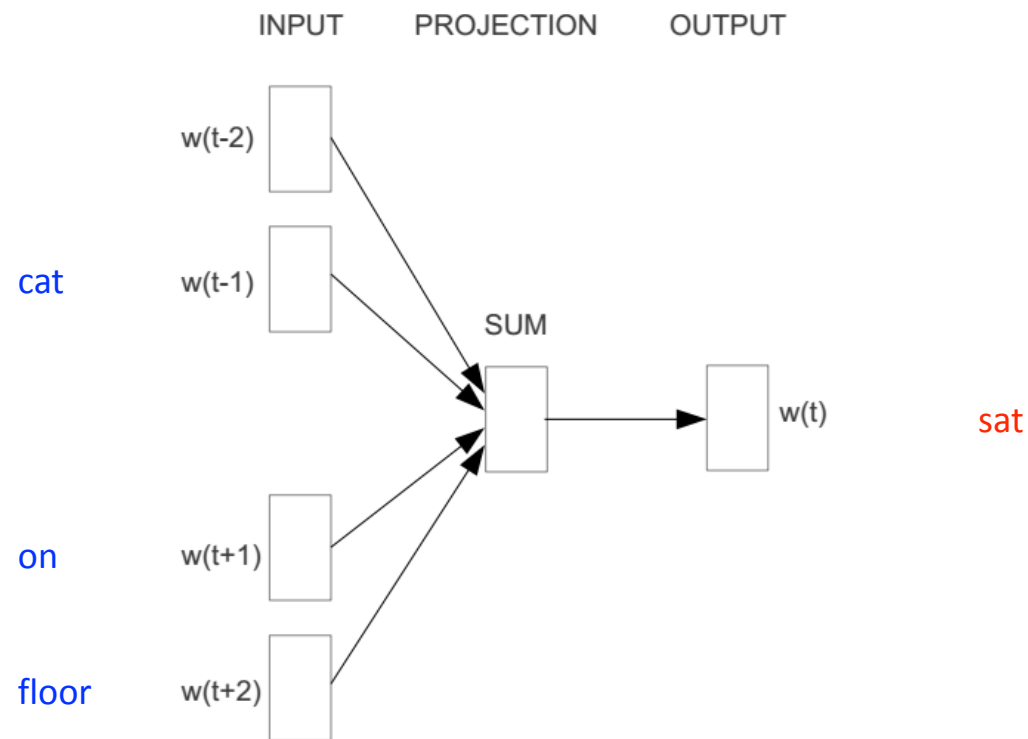 INPUT PROJECTION OUTPUT
w(t-2)
cat w(t-1)
SUM
w(t) sat
on w(t+1)
floor w(t+2)